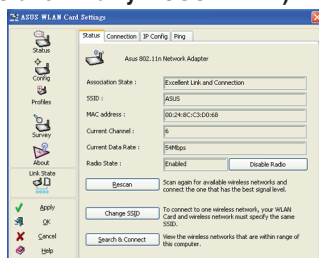 ASUS WLAN Card Settings
Status
Config
Profiles
Survey
About
Link State
Apply
OK
Cancel
Help
Status Connection IP Config Ping
Asus 802.11n Network Adapter
Association State : Excellent Link and Connection
SSID : ASUS
MAC address : 00:24:8C:C3:D0:68
Current Channel : 6
Current Data Rate : 54Mbps
Radio State : Enabled Disable Radio
Rescan Scan again for available wireless networks and
connect the one that has the best signal level.
Change SSID To connect to one wireless network, your WLAN
Card and wireless network must specify the same
SSID.
Search & Connect View the wireless networks that are within range of
this computer.